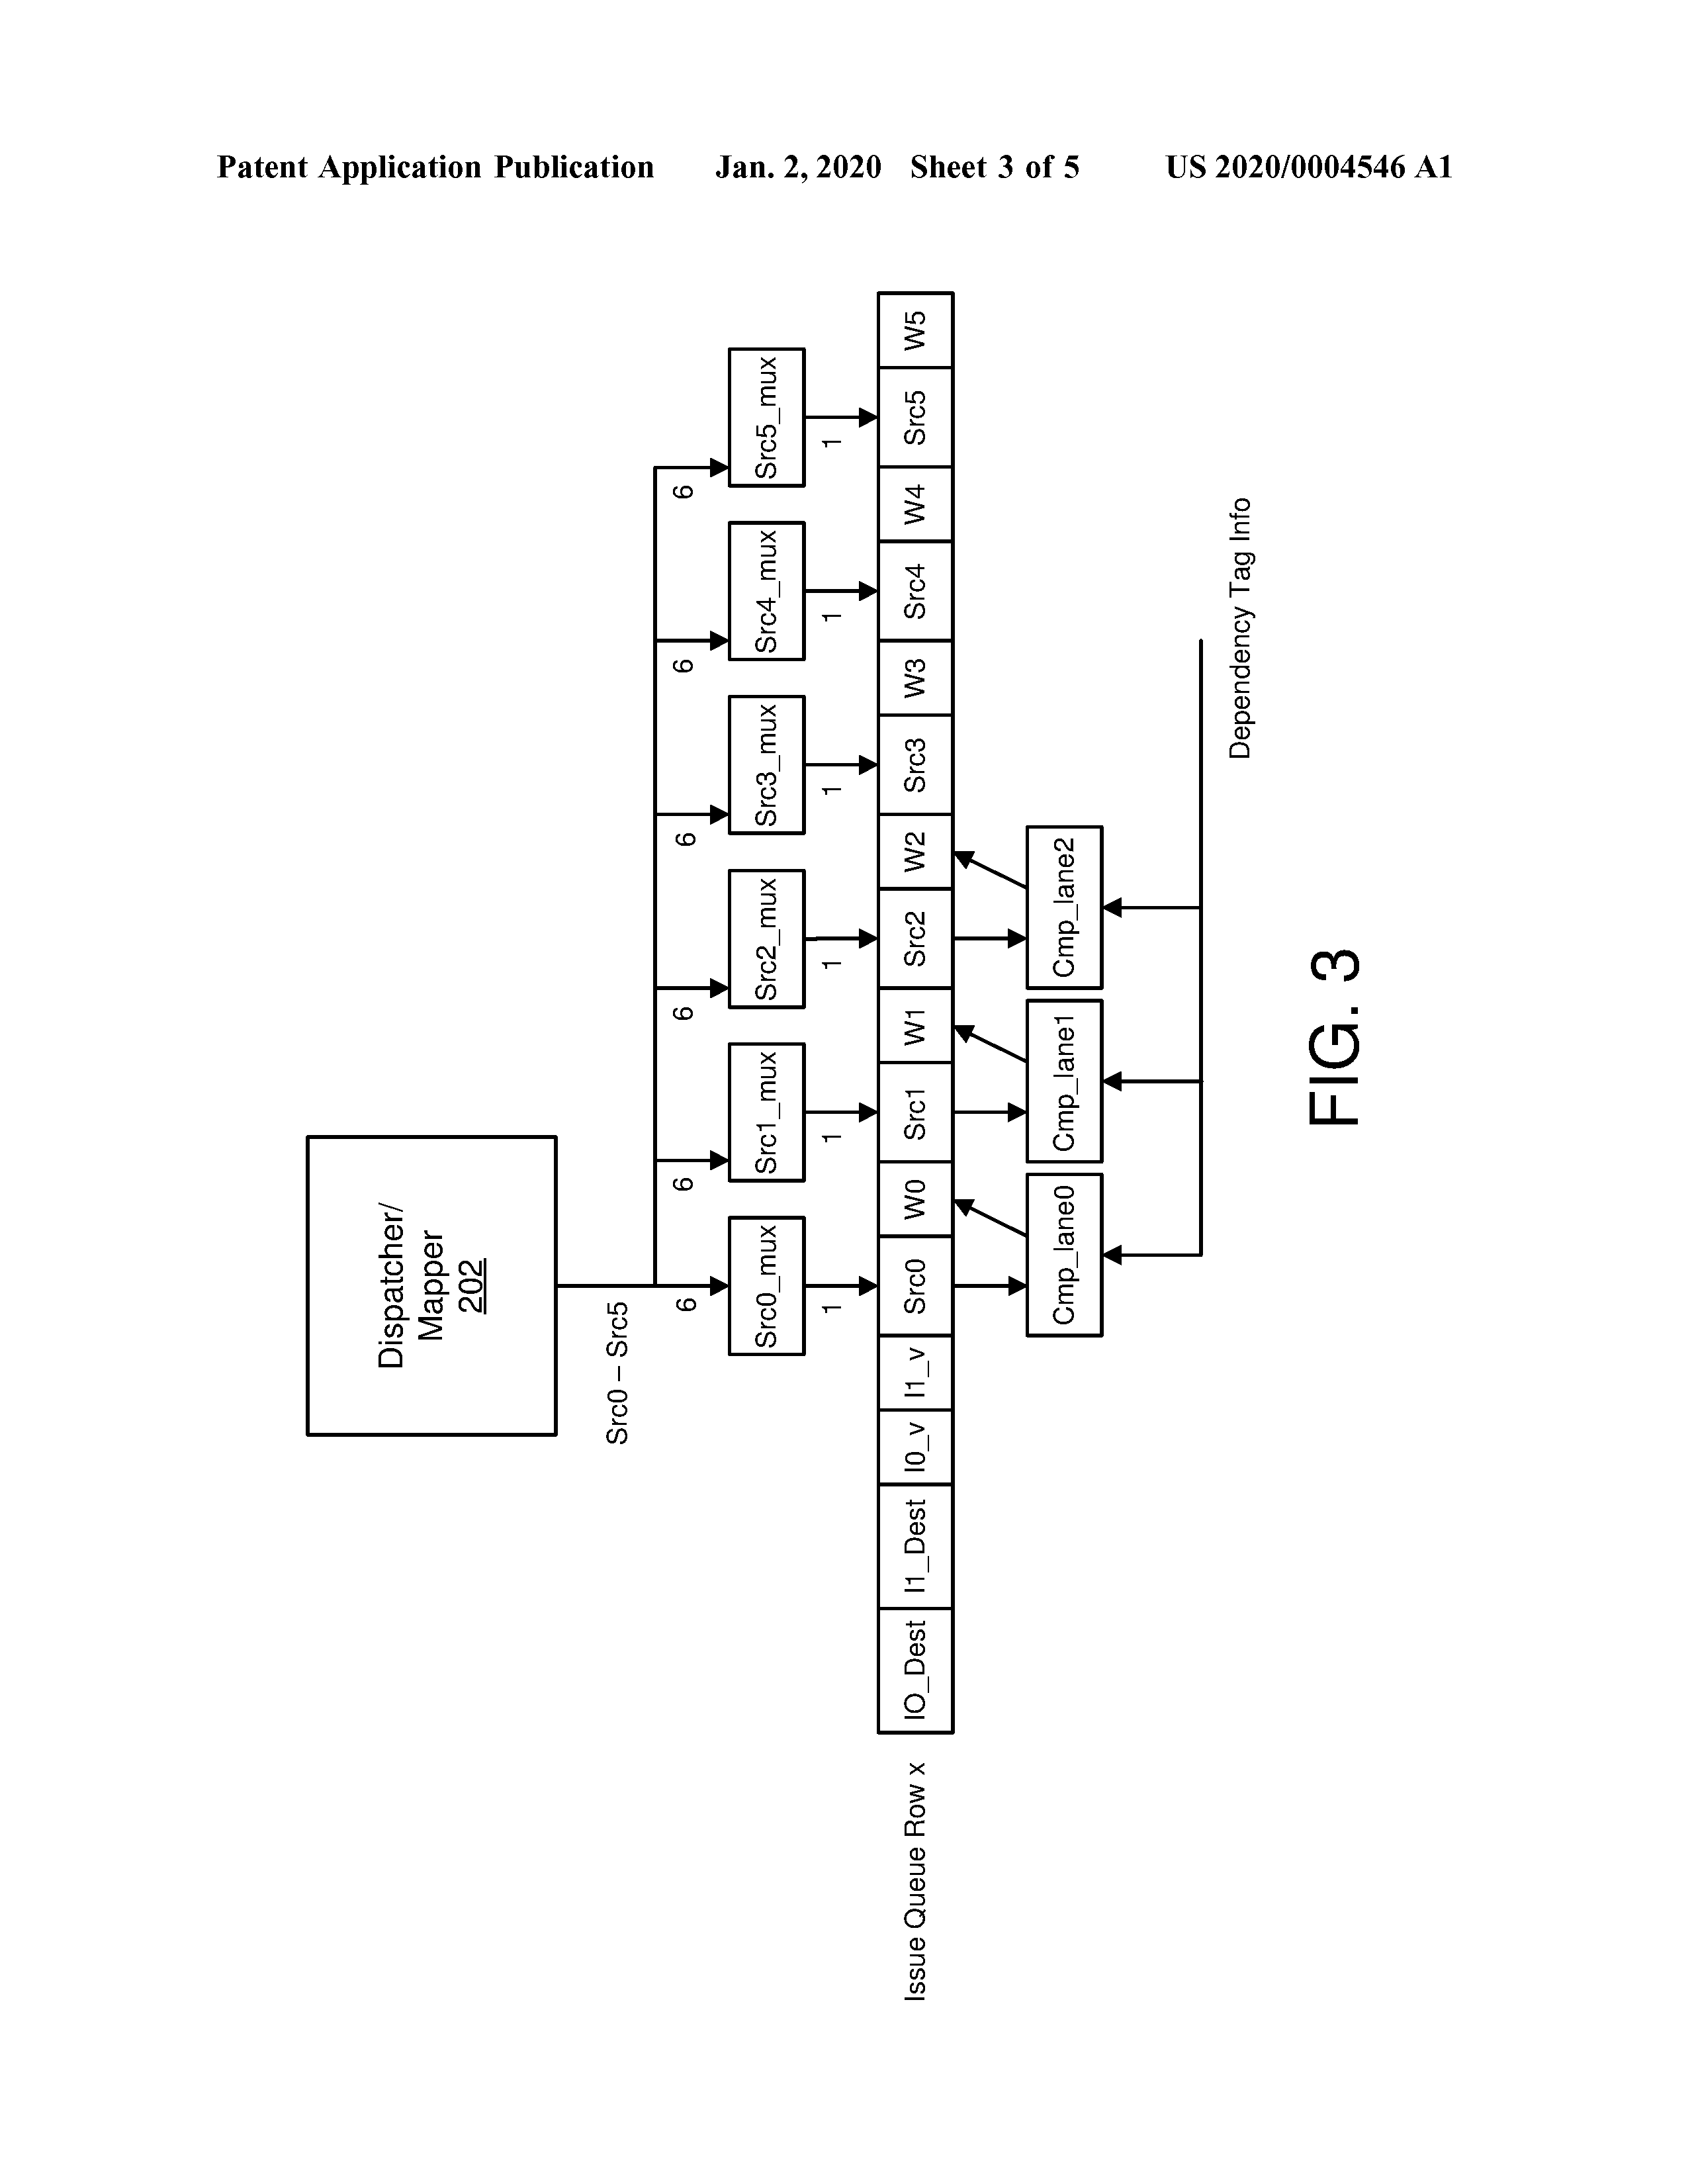 Patent Application Publication Jan. 2, 2020 Sheet 3 of 5 US 2020/0004546 A1
Dispatcher/
Mapper
202
Src0 – Src5
6
6
6
6
6
6
Src0_mux
Src1_mux
Src2_mux
Src3_mux
Src4_mux
Src5_mux
1
1
1
1
1
1
Issue Queue Row x
IO_Dest
I1_Dest
I0_v
I1_v
Src0
W0
Src1
W1
Src2
W2
Src3
W3
Src4
W4
Src5
W5
Cmp_lane0
Cmp_lane1
Cmp_lane2
Dependency Tag Info
FIG. 3